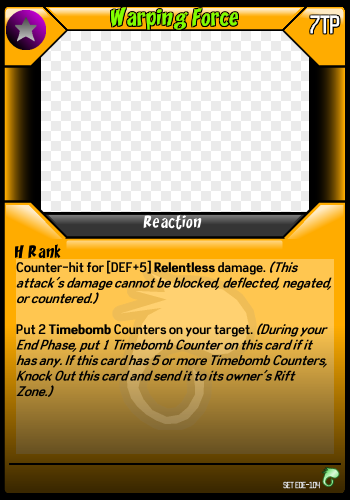 Warping Force
7TP
Reaction
H Rank
Counter-hit for [DEF+5] Relentless damage. (This
attack's damage cannot be blocked, deflected, negated,
or countered.)
Put 2 Timebomb Counters on your target. (During your
End Phase, put 1 Timebomb Counter on this card if it
has any. If this card has 5 or more Timebomb Counters,
Knock Out this card and send it to its owner's Rift
Zone.)
SET EOE-104